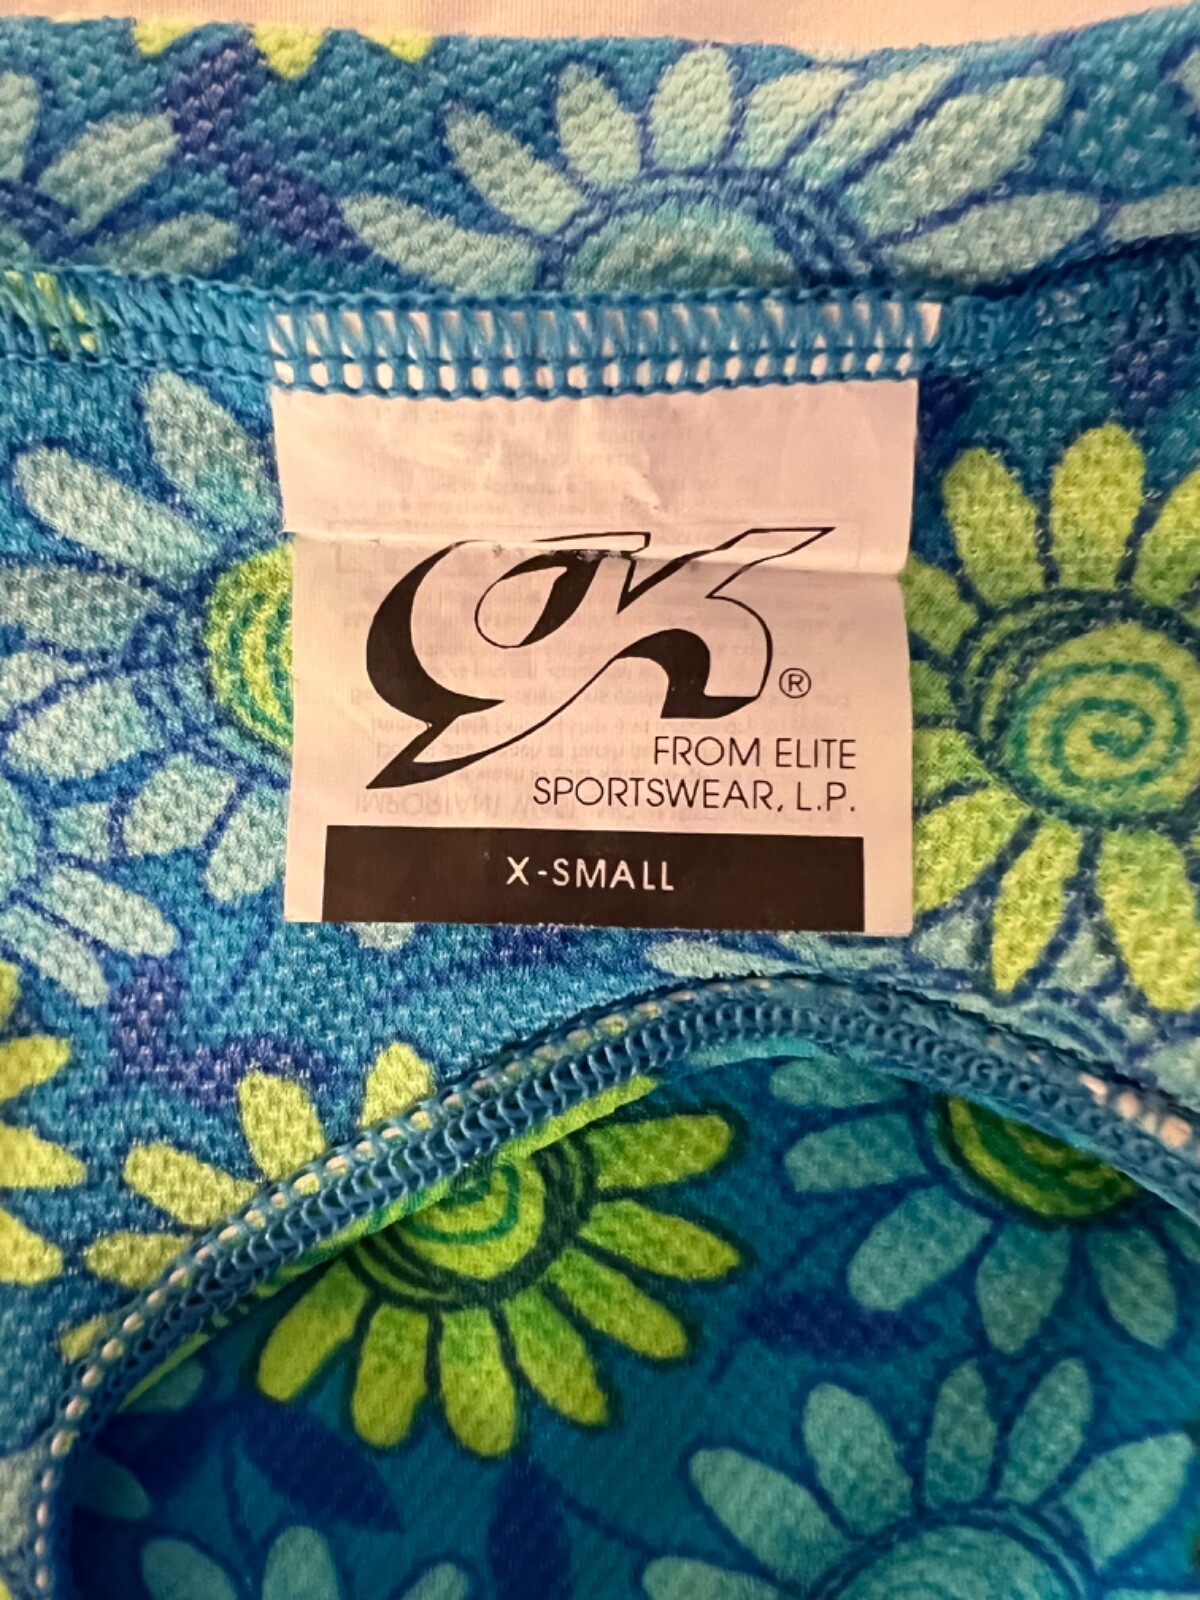 GK®
FROM ELITE
SPORTSWEAR, L.P.
X-SMALL